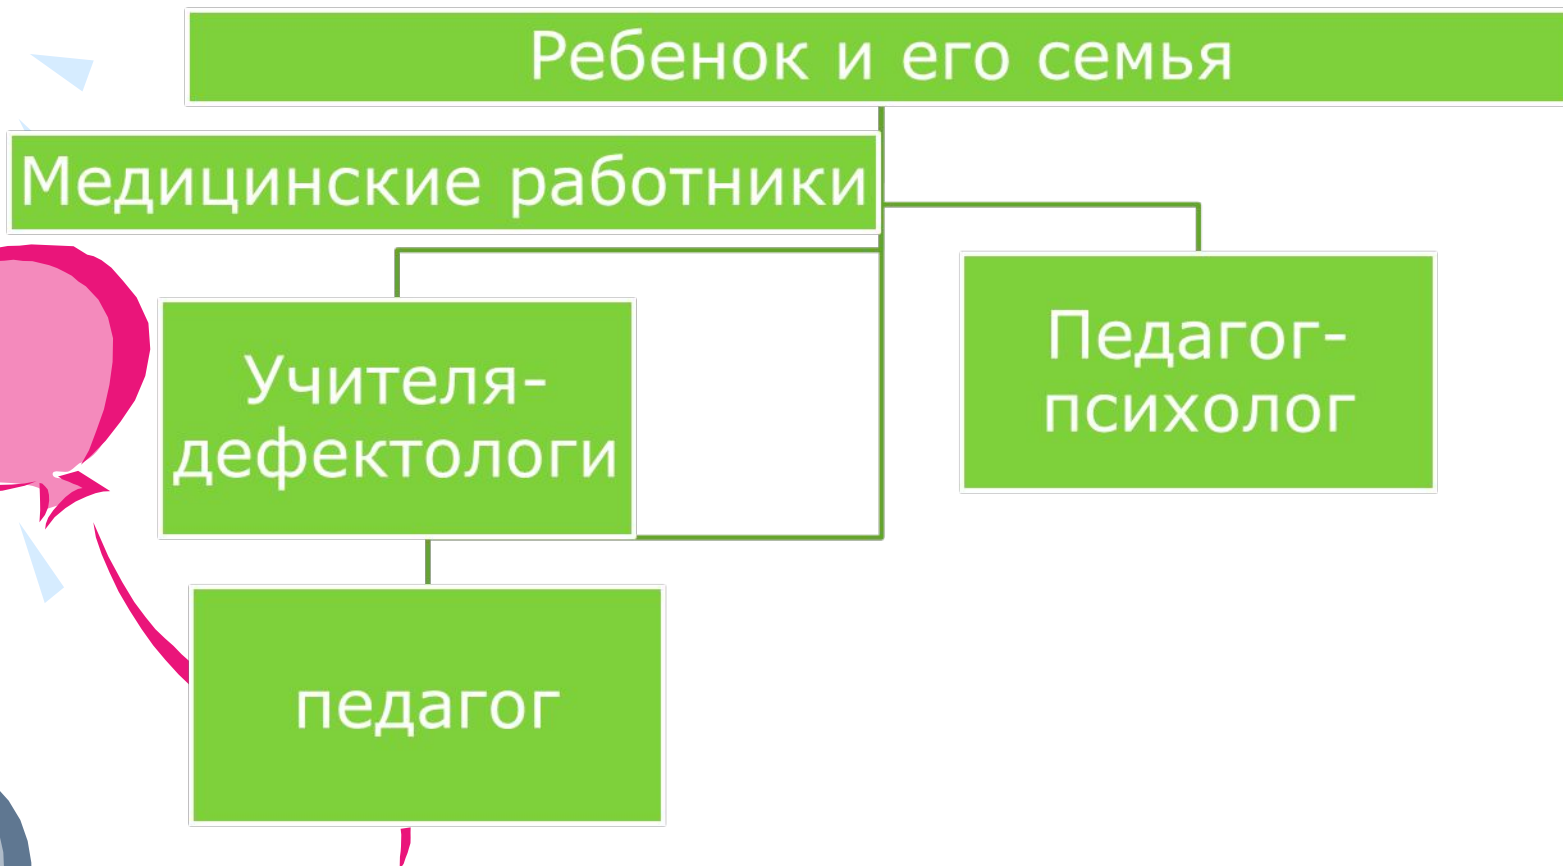 Ребенок и его семья
Медицинские работники
Учителя-
дефектологи
Педагог-
психолог
педагог